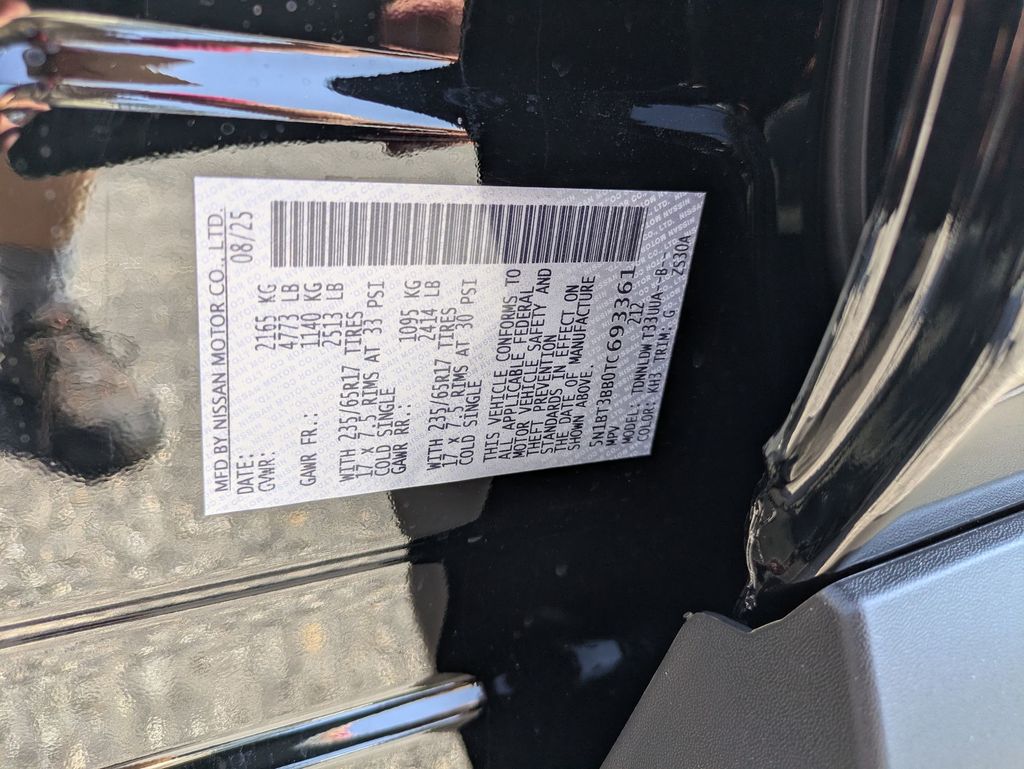 MFD BY NISSAN MOTOR CO., LTD.
DATE: 08/25
GVWR: 2165 KG
4773 LB
GAWR FR.: 1140 KG
2513 LB
WITH 235/65R17 TIRES
17 x 7.5 RIMS AT 33 PSI
COLD SINGLE
GAWR RR.: 1095 KG
2414 LB
WITH 235/65R17 TIRES
17 x 7.5 RIMS AT 30 PSI
COLD SINGLE
THIS VEHICLE CONFORMS TO
ALL APPLICABLE FEDERAL
MOTOR VEHICLE SAFETY AND
THEFT PREVENTION
STANDARDS IN EFFECT ON
THE DATE OF MANUFACTURE
SHOWN ABOVE.
5N1BT3BB0TC693361
MPV 212
MODEL: TDNNLDW T33UUA -B--
COLOR: KH3 TRIM: G ZS30A